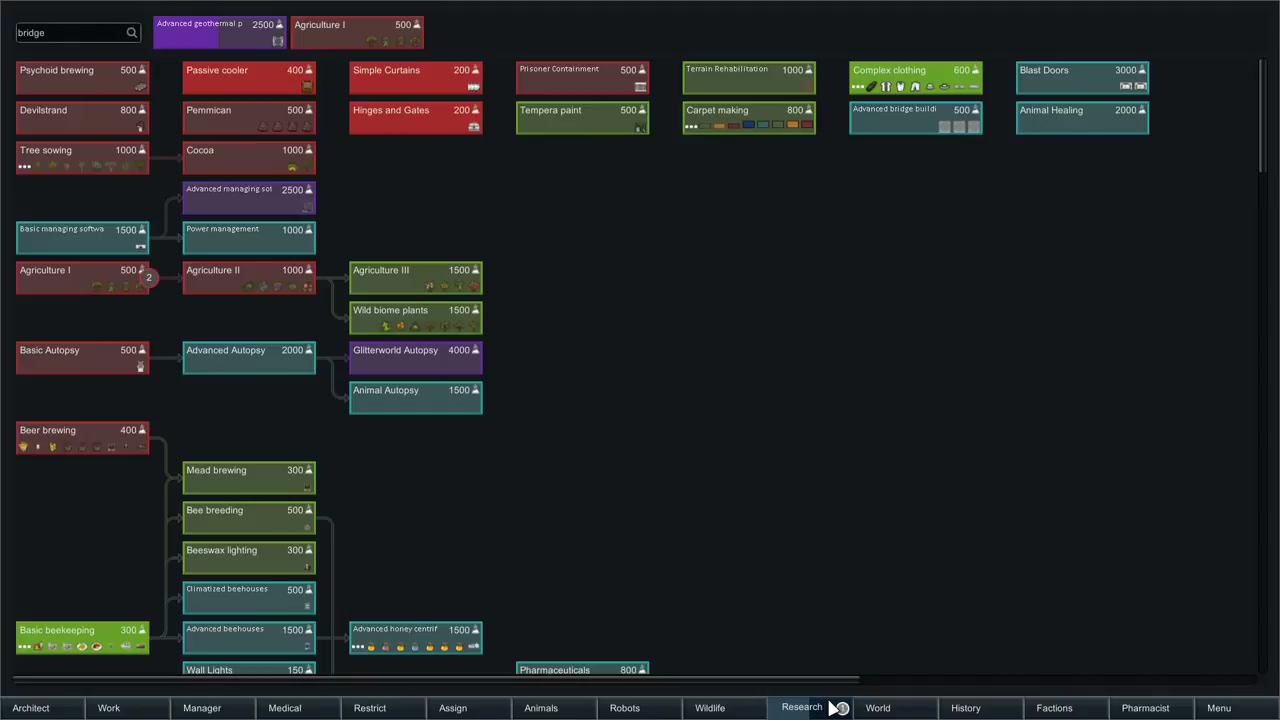 bridge
Advanced geothermal p 2500
Agriculture I 500
Psychoid brewing 500
Passive cooler 400
Simple Curtains 200
Prisoner Containment 500
Terrain Rehabilitation 1000
Complex clothing 600
Blast Doors 3000
Devilstrand 800
Pemmican 500
Hinges and Gates 200
Tempera paint 500
Carpet making 800
Advanced bridge buildi 500
Animal Healing 2000
Tree sowing 1000
Cocoa 1000
Advanced managing sof 2500
Basic managing softwa 1500
Power management 1000
Agriculture I 500
2
Agriculture II 1000
Agriculture III 1500
Wild biome plants 1500
Basic Autopsy 500
Advanced Autopsy 2000
Glitterworld Autopsy 4000
Animal Autopsy 1500
Beer brewing 400
Mead brewing 300
Bee breeding 500
Beeswax lighting 300
Climatized beehouses 500
Basic beekeeping 300
Advanced beehouses 1500
Advanced honey centrif 1500
Wall Lights 150
Pharmaceuticals 800
Architect Work Manager Medical Restrict Assign Animals Robots Wildlife Research 1 World History Factions Pharmacist Menu